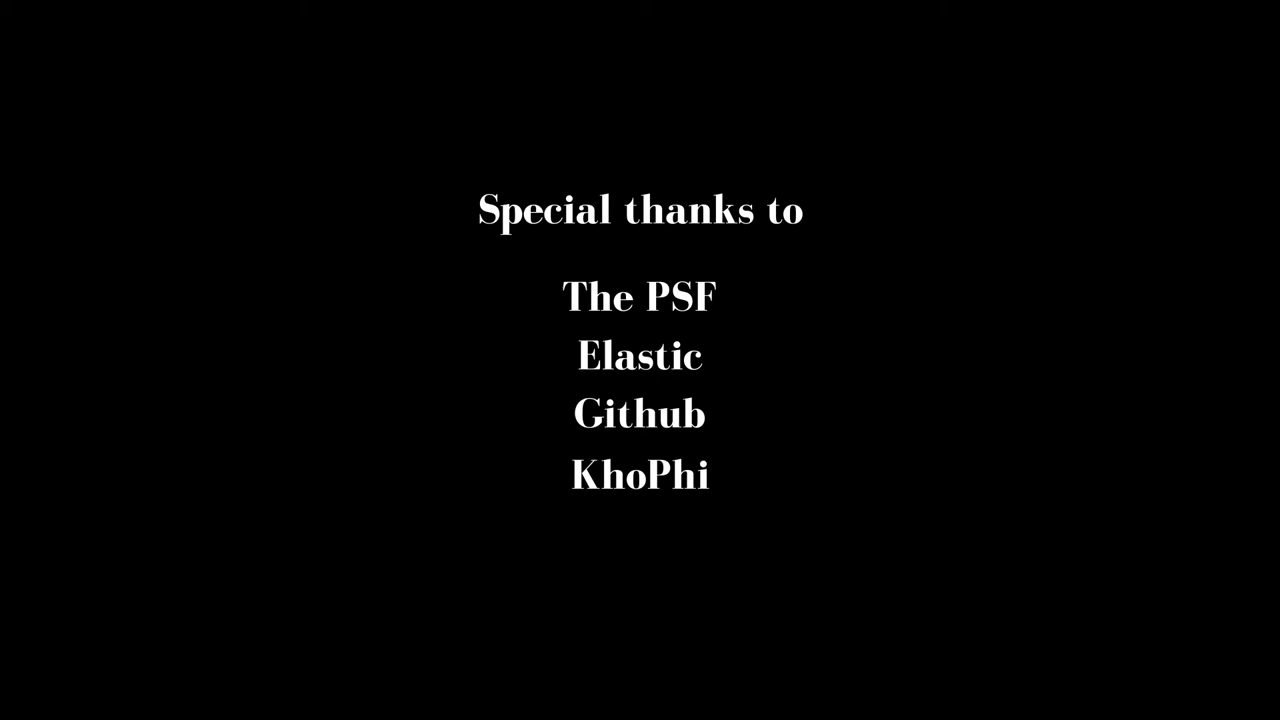 Special thanks to
The PSF
Elastic
Github
KhoPhi